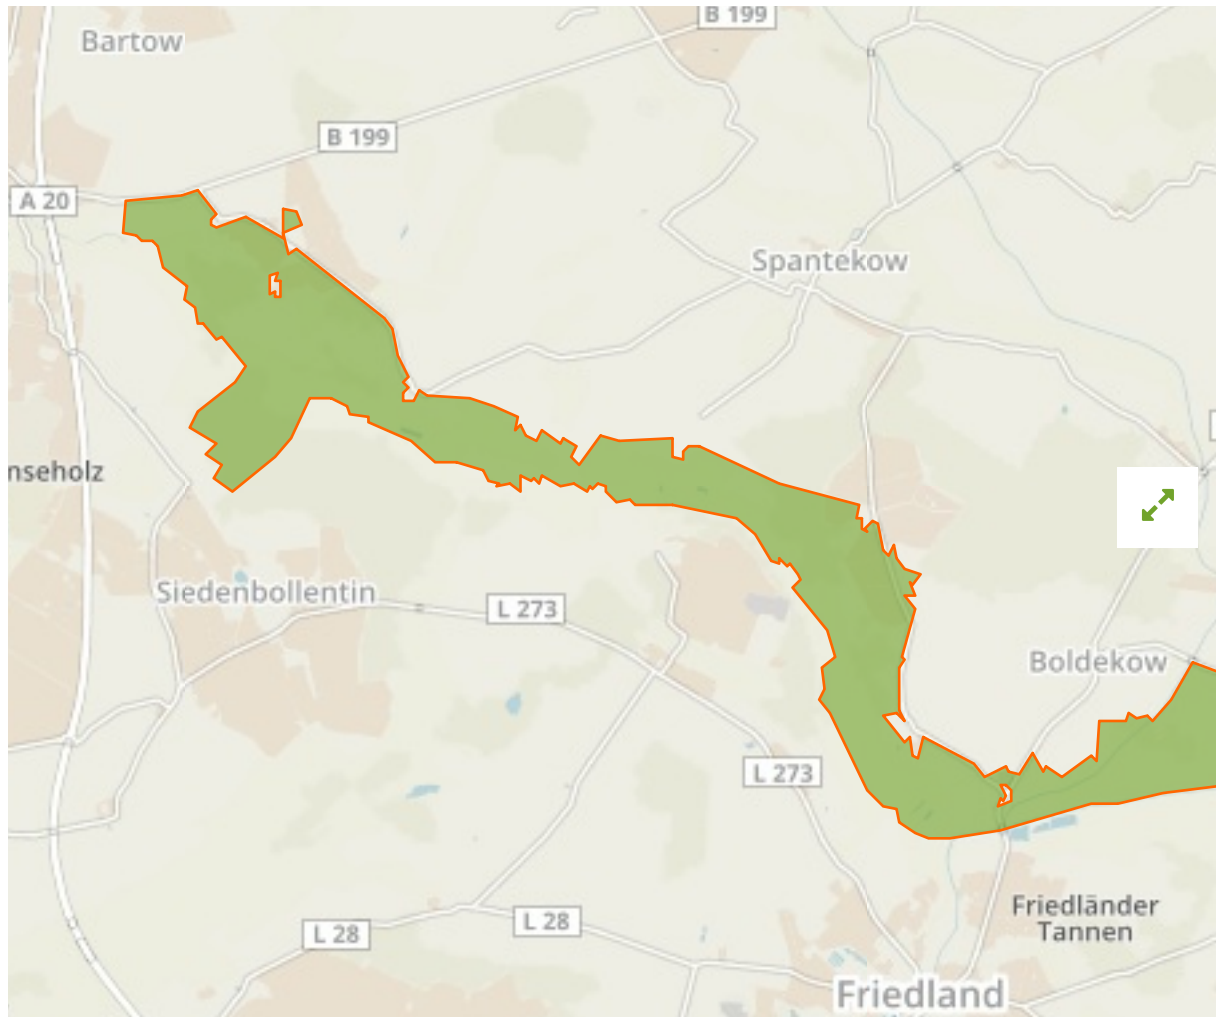 B 199
Bartow
B 199
A 20
Spantekow
nseholz
Siedenbollentin
L 273
Boldekow
L 273
Friedländer
Tannen
L 28
L 28
Friedland